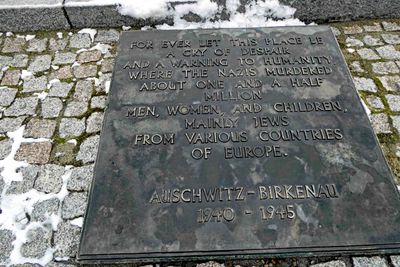 FOR EVER LET THIS PLACE BE
A CRY OF DESPAIR
AND A WARNING TO HUMANITY
WHERE THE NAZIS MURDERED
ABOUT ONE AND A HALF
MILLION
MEN, WOMEN AND CHILDREN,
MAINLY JEWS
FROM VARIOUS COUNTRIES
OF EUROPE.
AUSCHWITZ - BIRKENAU
1940 - 1945